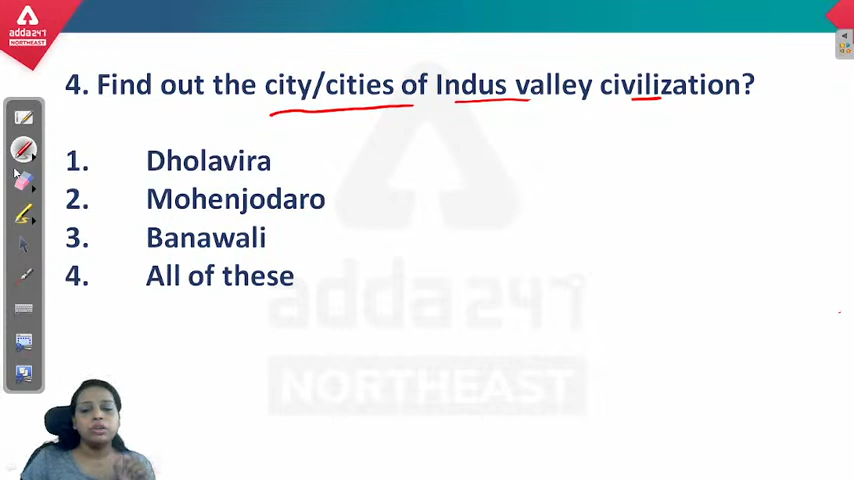 adda247
NORTHEAST
4. Find out the city/cities of Indus valley civilization?
1. Dholavira
2. Mohenjodaro
3. Banawali
4. All of these
adda247
NORTHEAST